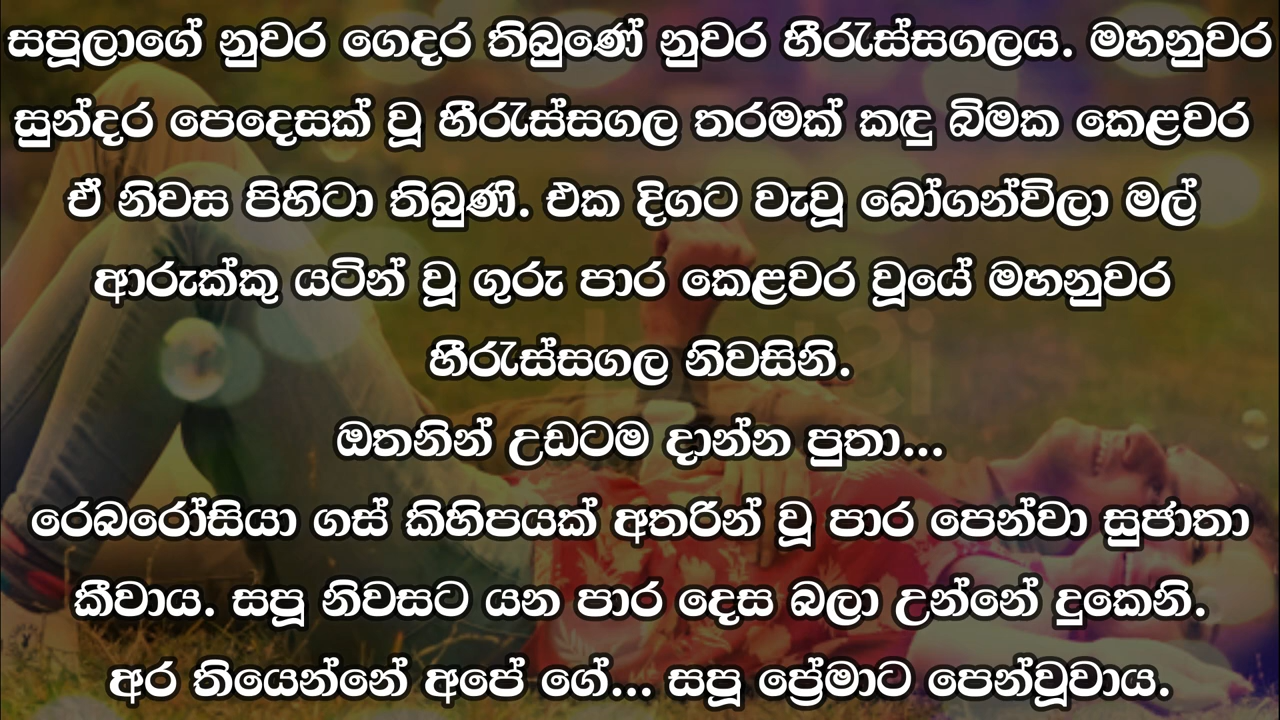 සපූලාගේ නුවර ගෙදර තිබුණේ නුවර හීරැස්සගලය. මහනුවර
සුන්දර පෙදෙසක් වූ හීරැස්සගල තරමක් කඳු බිමක කෙළවර
ඒ නිවස පිහිටා තිබුණි. එක දිගට වැවූ බෝගන්විලා මල්
ආරුක්කු යටින් වූ ගුරු පාර කෙළවර වූයේ මහනුවර
හීරැස්සගල නිවසිනි.
ඔතනින් උඩටම දාන්න පුතා...
රෙබරෝසියා ගස් කිහිපයක් අතරින් වූ පාර පෙන්වා සුජාතා
කීවාය. සපූ නිවසට යන පාර දෙස බලා උන්නේ දුකෙනි.
අර තියෙන්නේ අපේ ගේ... සපූ ප්‍රේමාට පෙන්වූවාය.